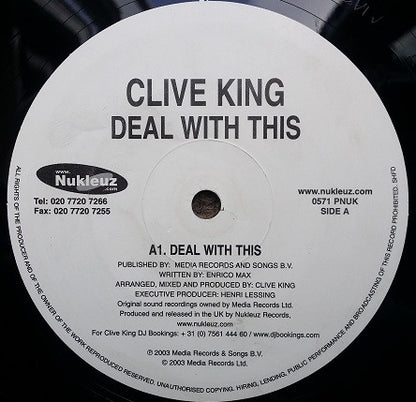 CLIVE KING
DEAL WITH THIS
www.
Nukleuz
.com
Tel: 020 7720 7266
Fax: 020 7720 7255
www.nukleuz.com
0571 PNUK
SIDE A
A1. DEAL WITH THIS
PUBLISHED BY: MEDIA RECORDS AND SONGS B.V.
WRITTEN BY: ENRICO MAX
ARRANGED, MIXED AND PRODUCED BY: CLIVE KING
EXECUTIVE PRODUCER: HENRI LESSING
Original sound recordings owned by Media Records Ltd.
Produced and released in the UK by Nukleuz Records,
www.nukleuz.com
For Clive King DJ Bookings: + 31 (0) 7561 444 60 / www.djbookings.com
℗ 2003 Media Records & Songs B.V.
© 2003 Media Records Ltd.
ALL RIGHTS OF THE PRODUCER AND OF THE OWNER OF THE WORK REPRODUCED RESERVED. UNAUTHORISED COPYING, HIRING, LENDING, PUBLIC PERFORMANCE AND BROADCASTING OF THIS RECORD PROHIBITED. SHFD